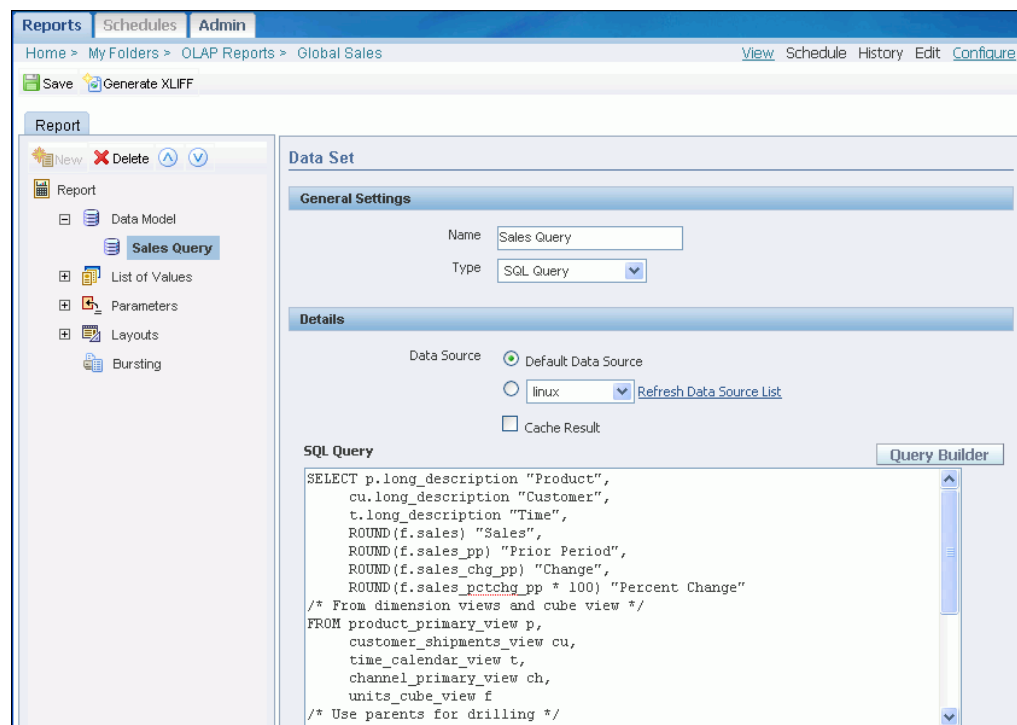 Reports Schedules Admin
Home > My Folders > OLAP Reports > Global Sales View Schedule History Edit Configure
Save Generate XLIFF
Report
New Delete
Report
Data Model
Sales Query
List of Values
Parameters
Layouts
Bursting
Data Set
General Settings
Name Sales Query
Type SQL Query
Details
Data Source Default Data Source
linux Refresh Data Source List
Cache Result
SQL Query Query Builder
SELECT p.long_description "Product",
cu.long_description "Customer",
t.long_description "Time",
ROUND(f.sales) "Sales",
ROUND(f.sales_pp) "Prior Period",
ROUND(f.sales_chg_pp) "Change",
ROUND(f.sales_pctchg_pp * 100) "Percent Change"
/* From dimension views and cube view */
FROM product_primary_view p,
customer_shipments_view cu,
time_calendar_view t,
channel_primary_view ch,
units_cube_view f
/* Use parents for drilling */